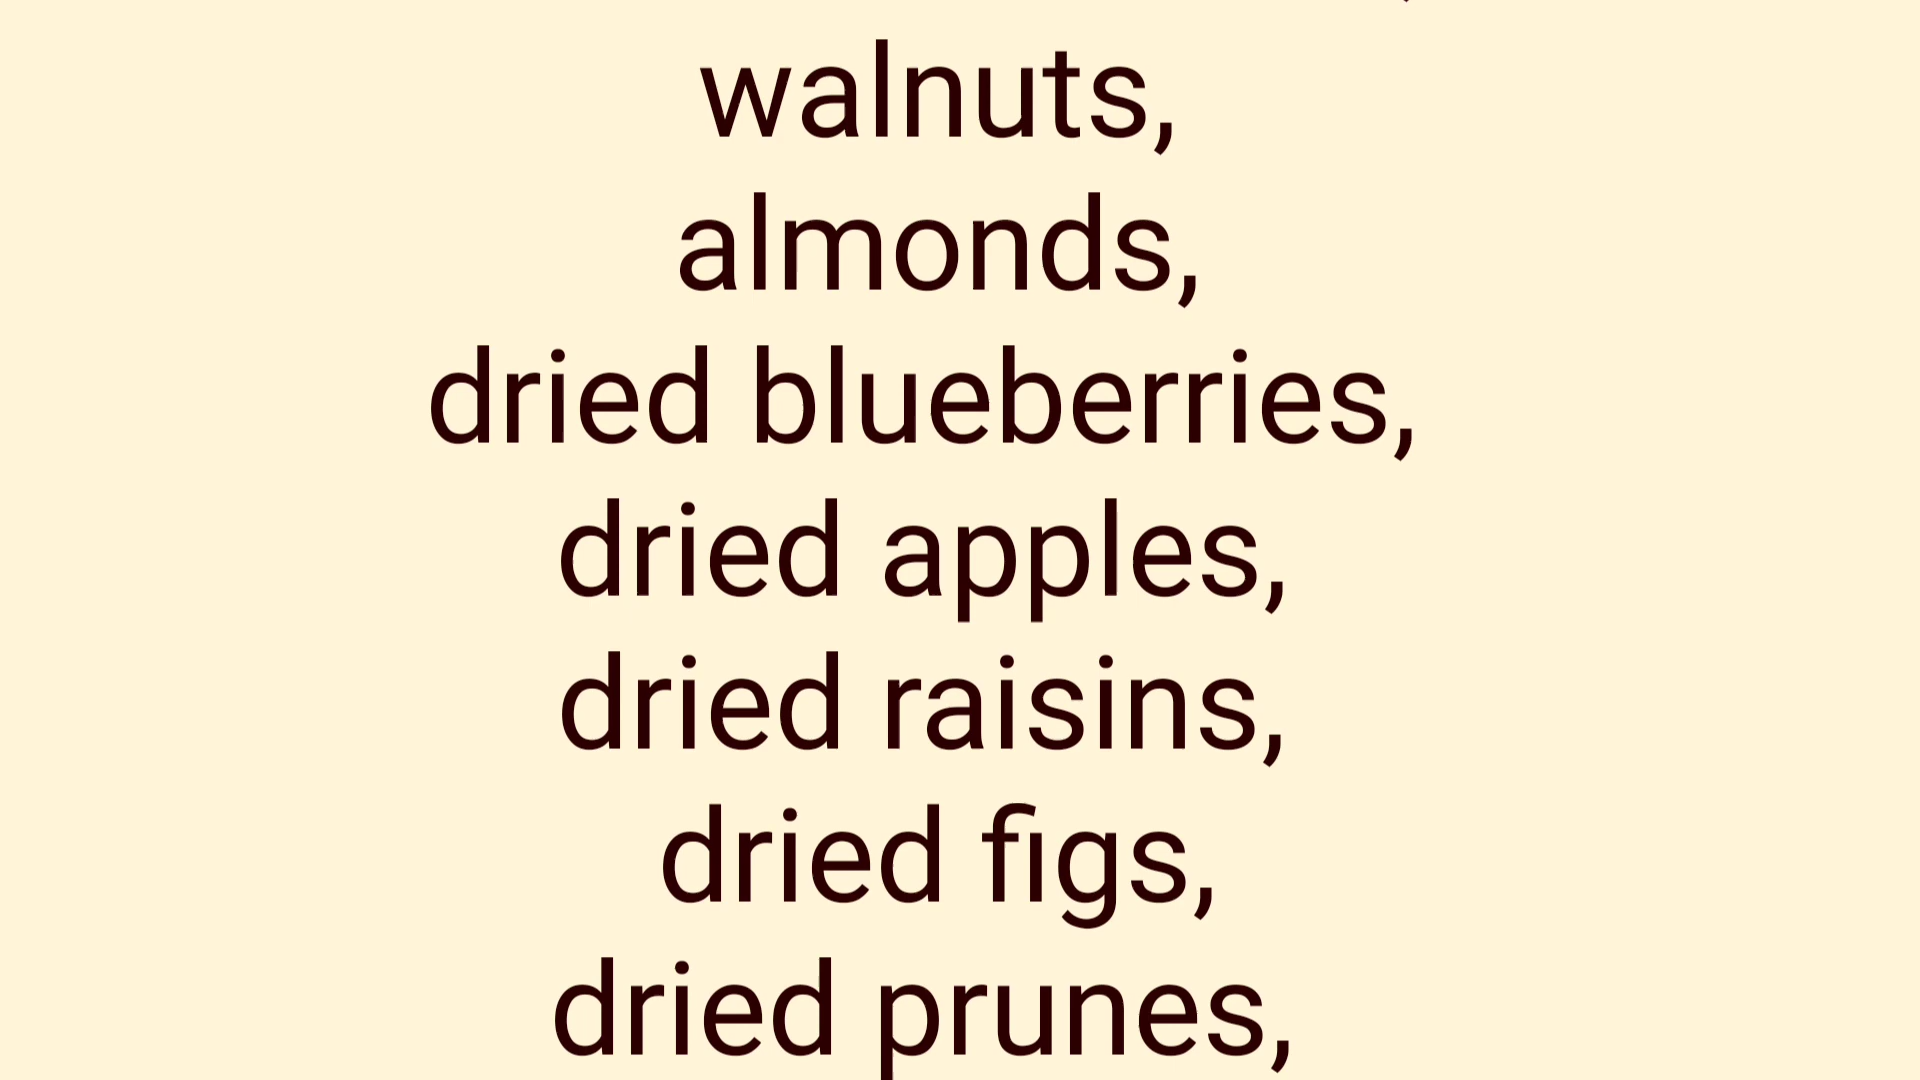 walnuts,
almonds,
dried blueberries,
dried apples,
dried raisins,
dried figs,
dried prunes,